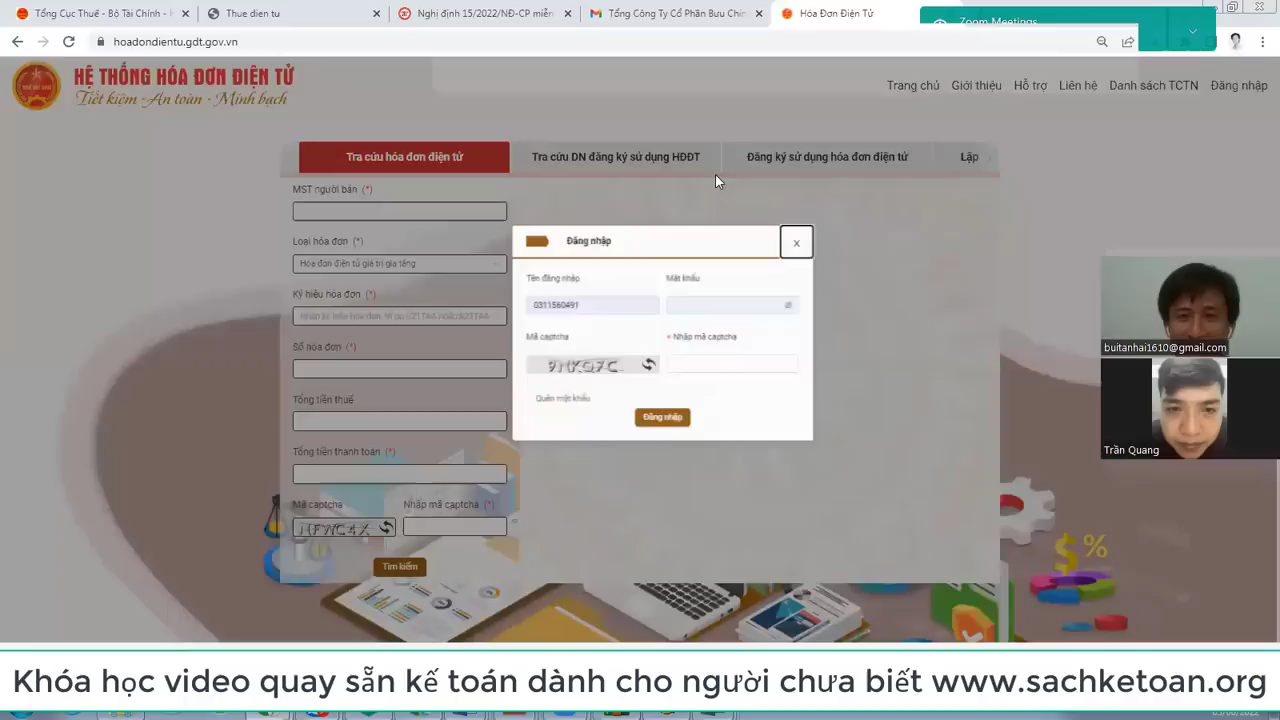 Tổng Cục Thuế - Bộ Tài Chính - H
Thue dien tu
Nghị định 15/2022/NĐ-CP miễn
Tổng Công Ty Cổ Phần Bưu Chín
Hóa Đơn Điện Tử
Zoom Meetings
hoadondientu.gdt.gov.vn
HỆ THỐNG HÓA ĐƠN ĐIỆN TỬ
Tiết kiệm - An toàn - Minh bạch
Trang chủ
Giới thiệu
Hỗ trợ
Liên hệ
Danh sách TCTN
Đăng nhập
Tra cứu hóa đơn điện tử
Tra cứu DN đăng ký sử dụng HĐĐT
Đăng ký sử dụng hóa đơn điện tử
Lập
MST người bán (*)
Loại hóa đơn (*)
Hóa đơn điện tử giá trị gia tăng
Ký hiệu hóa đơn (*)
Số hóa đơn (*)
Tổng tiền thuế
Tổng tiền thanh toán (*)
Mã captcha
Nhập mã captcha (*)
Tìm kiếm
Đăng nhập
x
Tên đăng nhập
Mật khẩu
0311560491
Mã captcha
* Nhập mã captcha
9NKQ7C
Quên mật khẩu
Đăng nhập
buitanhai1610@gmail.com
Trần Quang
%
Khóa học video quay sẵn kế toán dành cho người chưa biết www.sachketoan.org